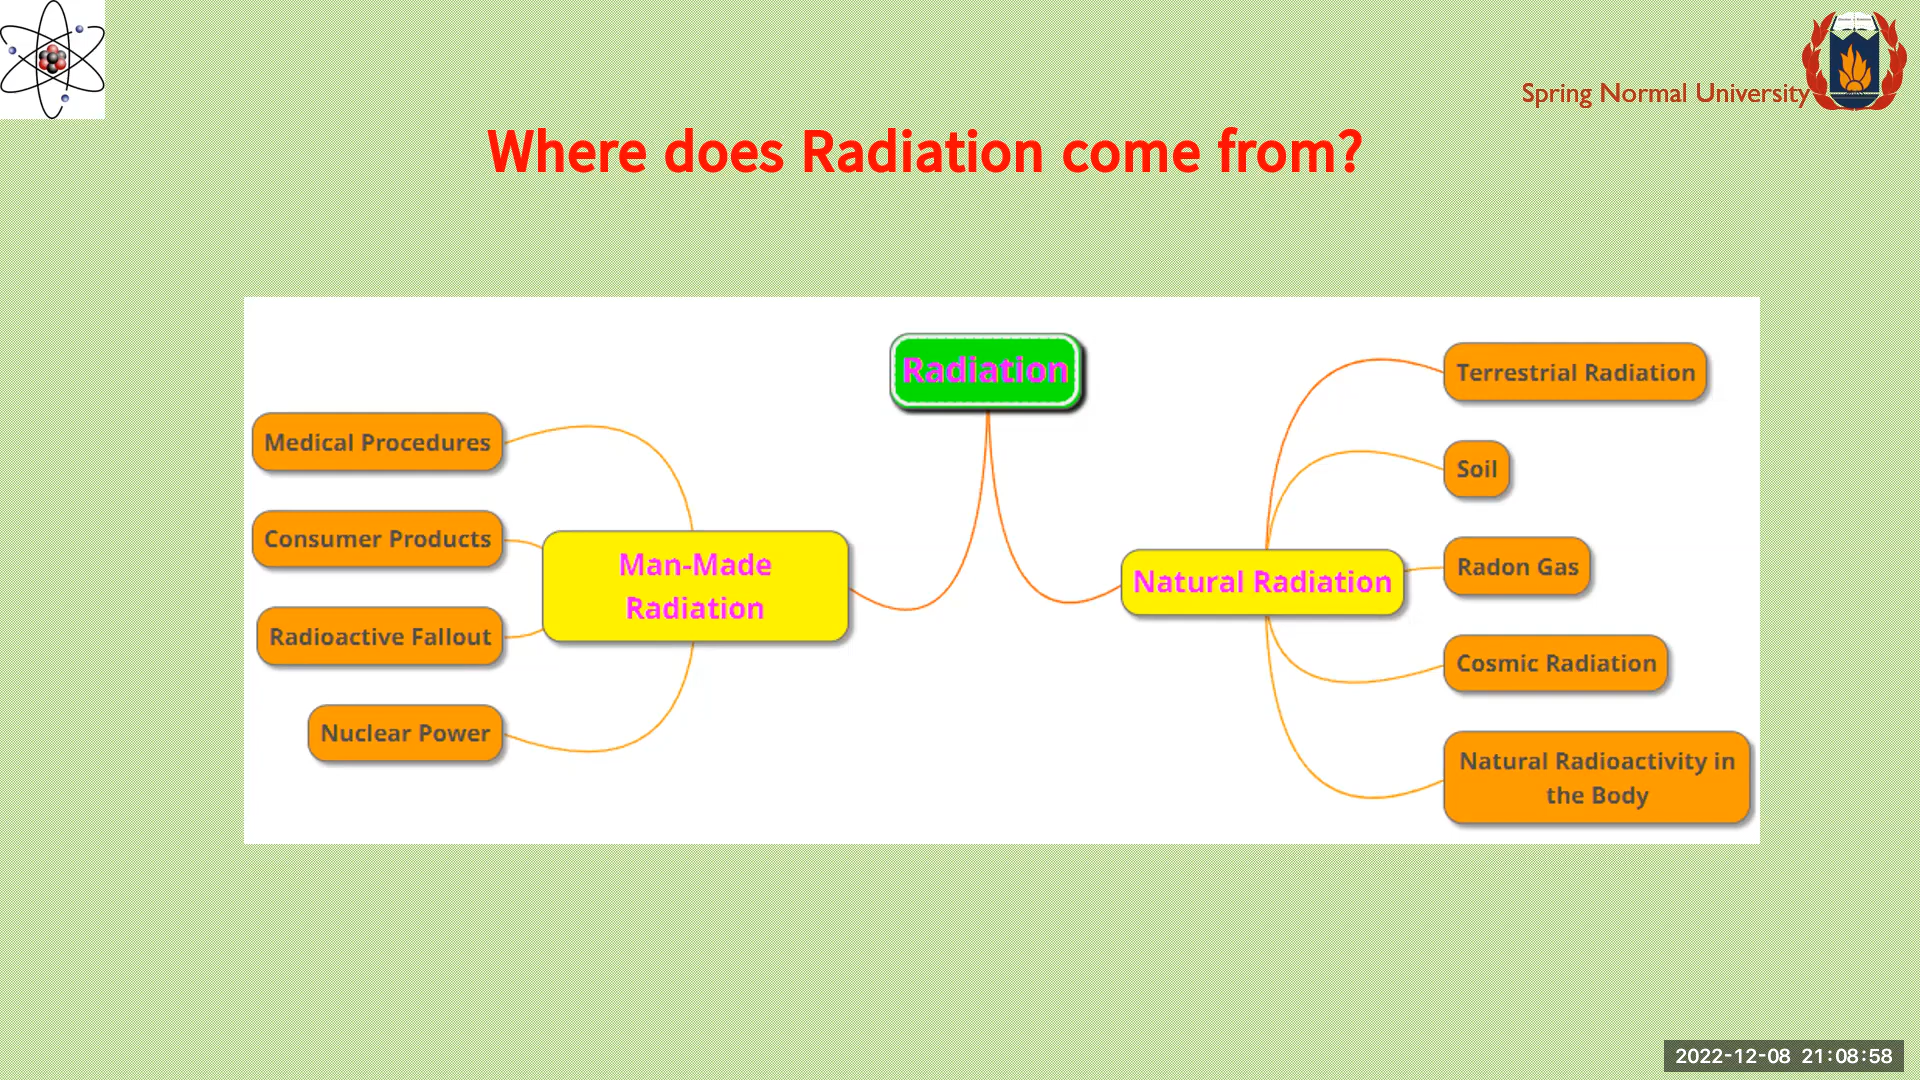 Spring Normal University
Where does Radiation come from?
Radiation
Medical Procedures
Consumer Products
Radioactive Fallout
Nuclear Power
Man-Made
Radiation
Natural Radiation
Terrestrial Radiation
Soil
Radon Gas
Cosmic Radiation
Natural Radioactivity in
the Body
2022-12-08 21:08:58